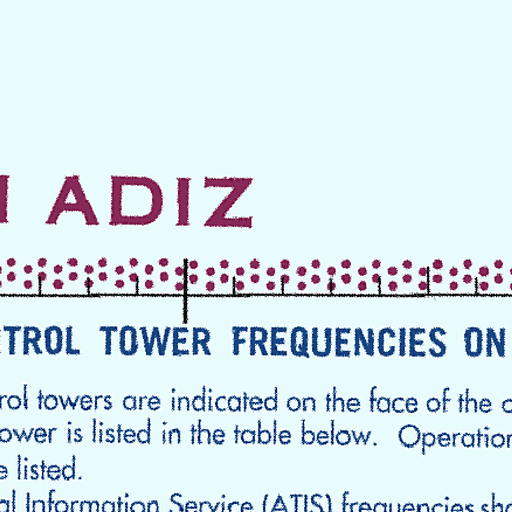 ADIZ
TROL TOWER FREQUENCIES ON
rol towers are indicated on the face of the
ower is listed in the table below. Operation
e listed.
al Information Service (ATIS) frequencies sho